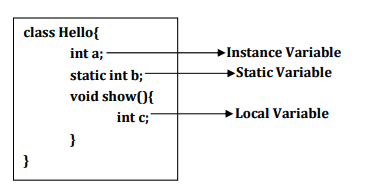 class Hello{
int a; Instance Variable
static int b; Static Variable
void show(){
int c; Local Variable
}
}